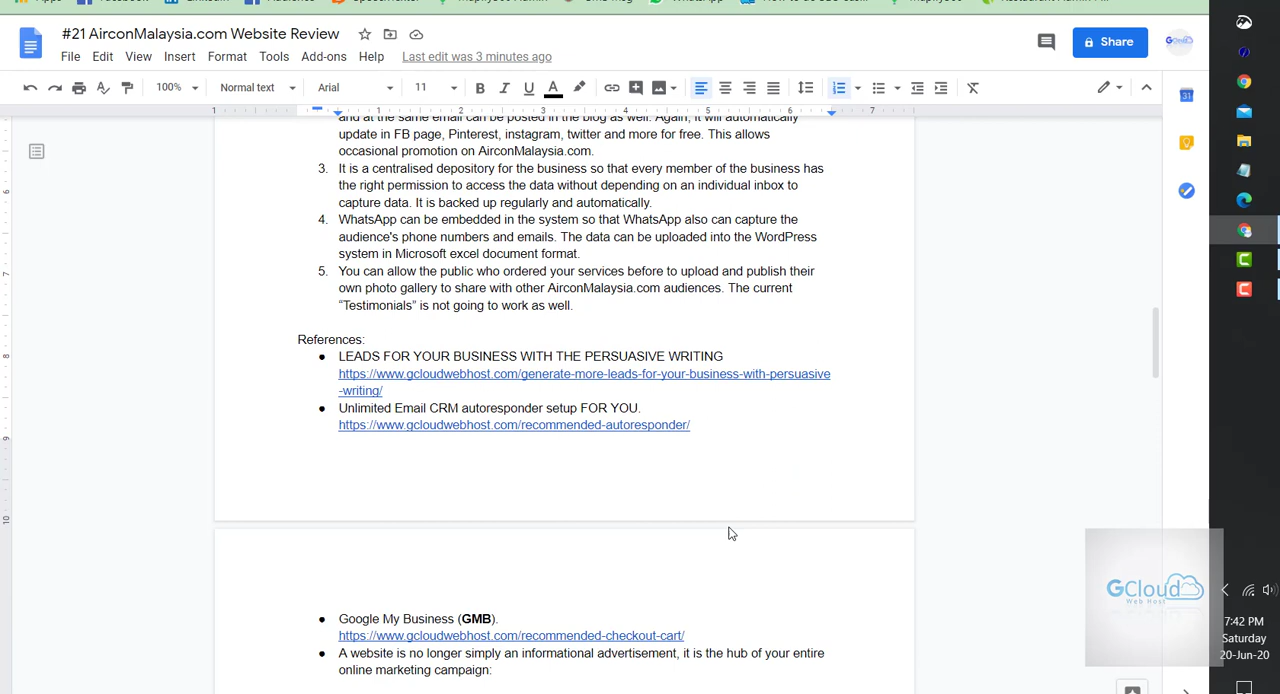 #21 AirconMalaysia.com Website Review
Share
GCloud
File Edit View Insert Format Tools Add-ons Help Last edit was 3 minutes ago
100% Normal text Arial 11 B I U A
1 1 2 3 4 5 6 7
and at the same email can be posted in the blog as well. Again, it will automatically
update in FB page, Pinterest, instagram, twitter and more for free. This allows
occasional promotion on AirconMalaysia.com.
3. It is a centralised depository for the business so that every member of the business has
the right permission to access the data without depending on an individual inbox to
capture data. It is backed up regularly and automatically.
4. WhatsApp can be embedded in the system so that WhatsApp also can capture the
audience's phone numbers and emails. The data can be uploaded into the WordPress
system in Microsoft excel document format.
5. You can allow the public who ordered your services before to upload and publish their
own photo gallery to share with other AirconMalaysia.com audiences. The current
“Testimonials” is not going to work as well.
References:
● LEADS FOR YOUR BUSINESS WITH THE PERSUASIVE WRITING
https://www.gcloudwebhost.com/generate-more-leads-for-your-business-with-persuasive
-writing/
● Unlimited Email CRM autoresponder setup FOR YOU.
https://www.gcloudwebhost.com/recommended-autoresponder/
● Google My Business (GMB).
https://www.gcloudwebhost.com/recommended-checkout-cart/
● A website is no longer simply an informational advertisement, it is the hub of your entire
online marketing campaign:
GCloud
Web Host
7:42 PM
Saturday
20-Jun-20